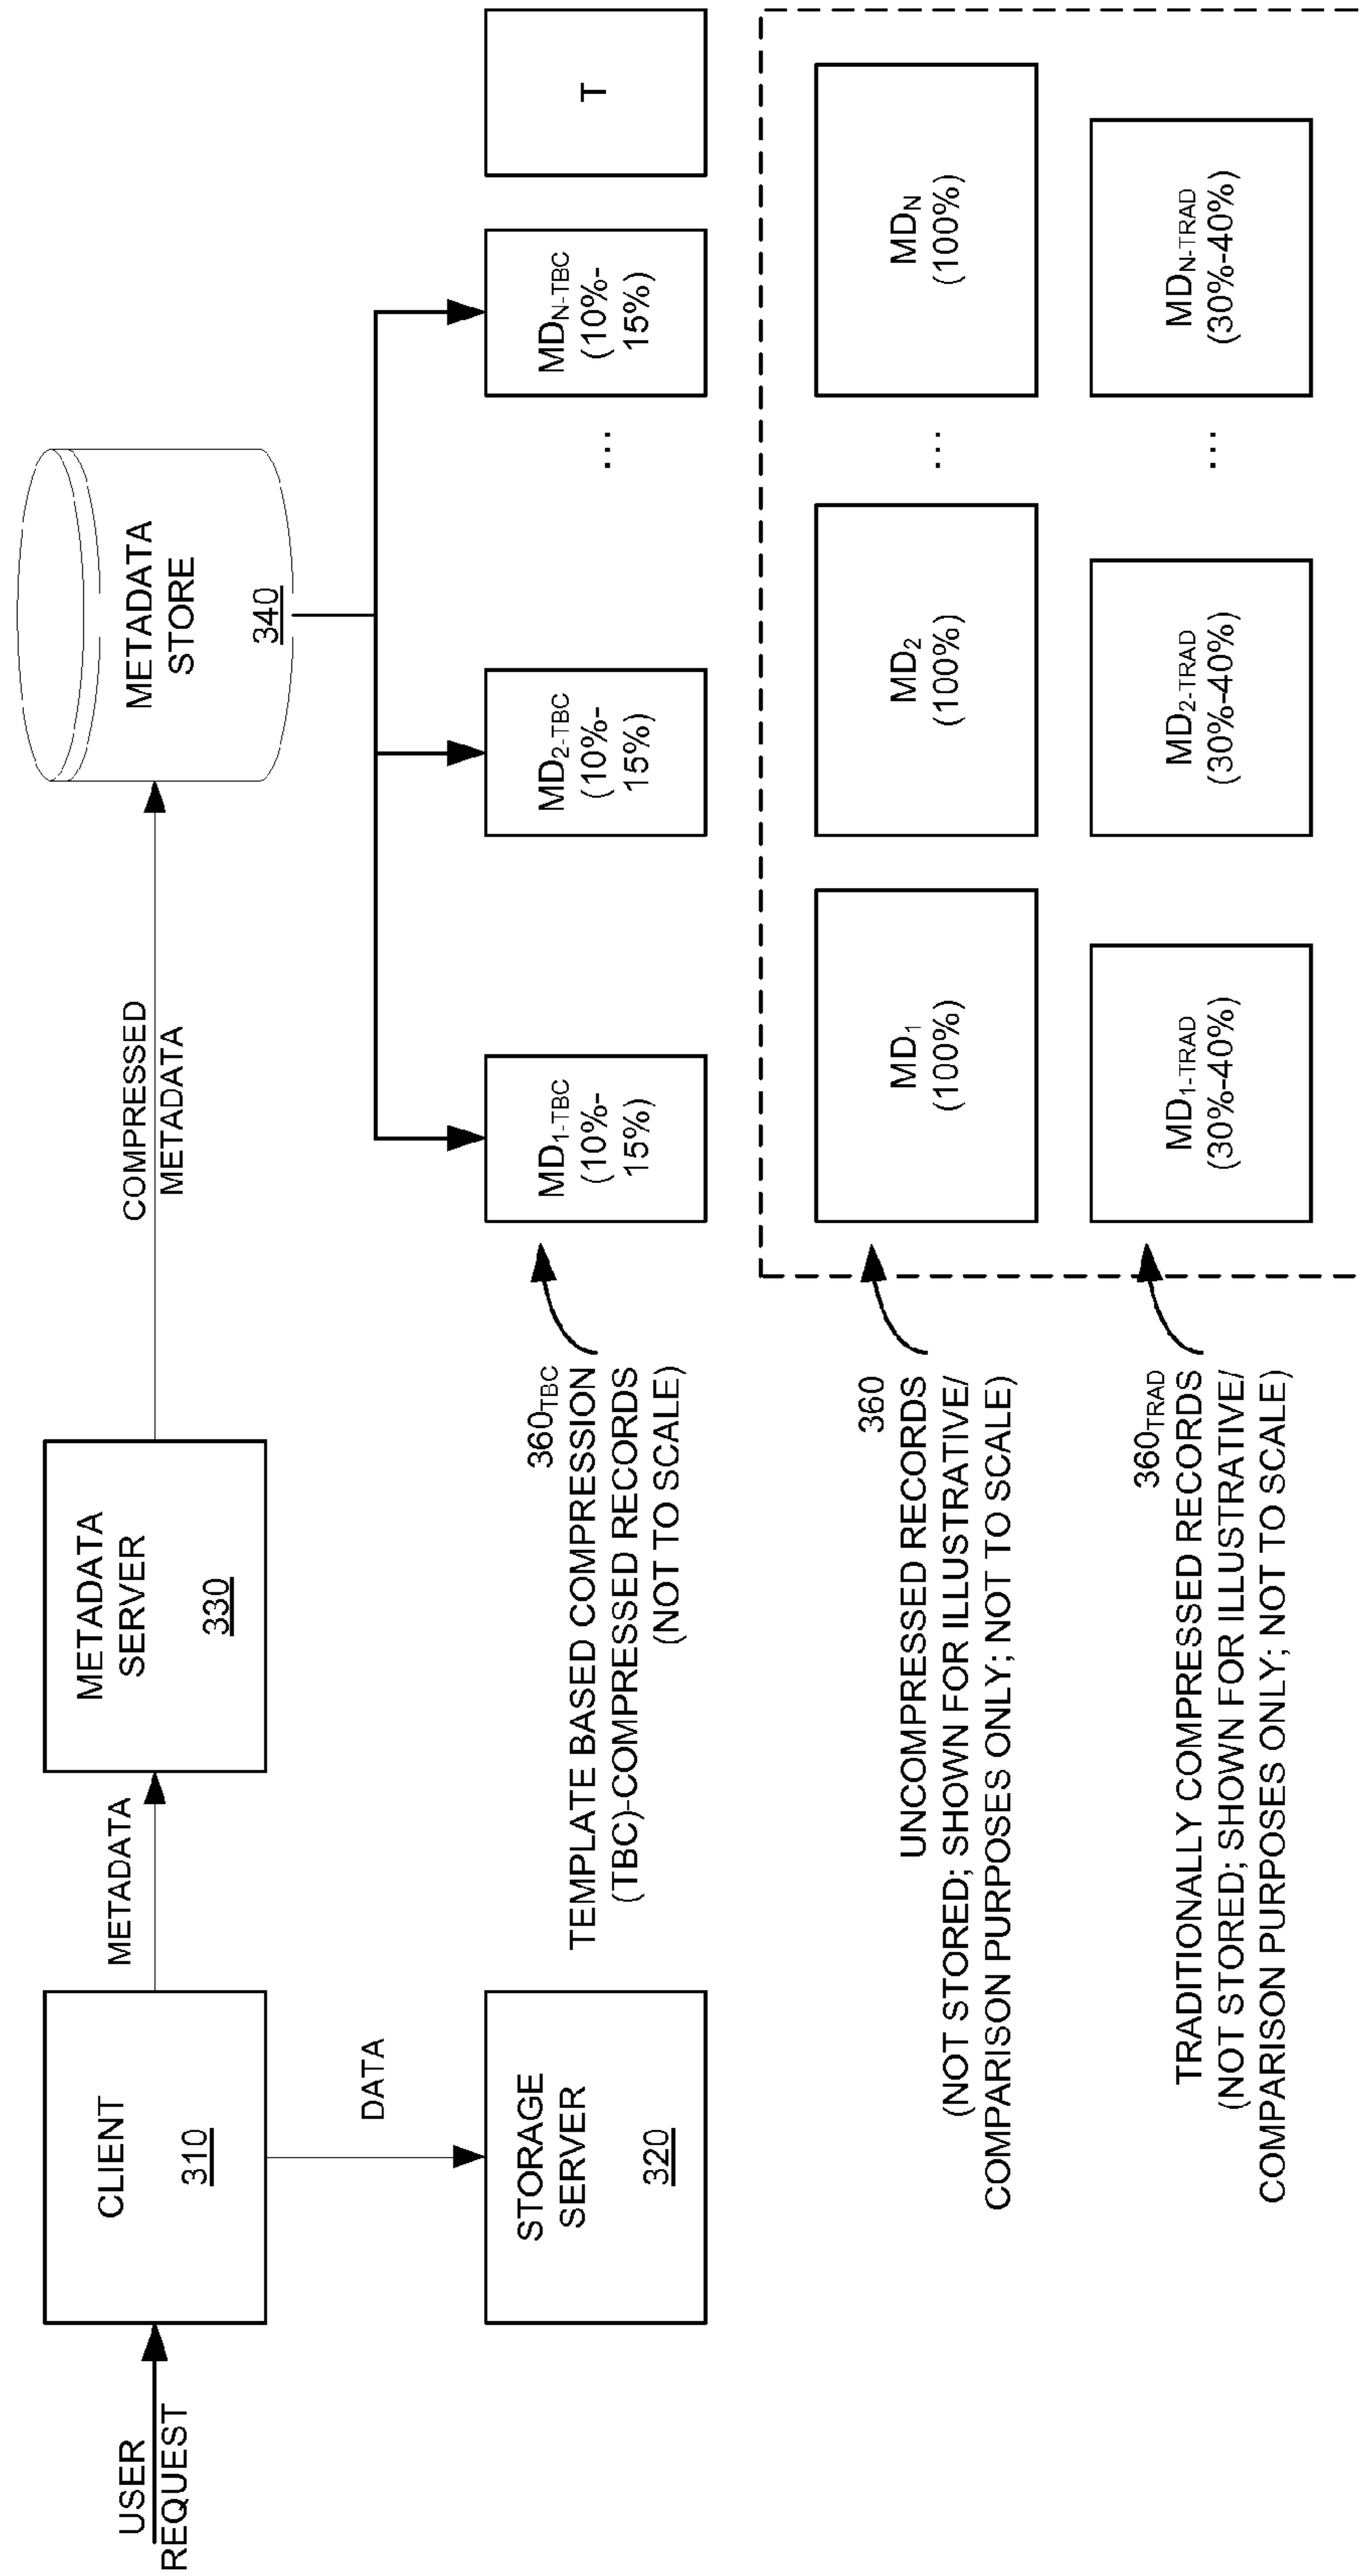 USER
REQUEST
CLIENT
310
METADATA
METADATA
SERVER
330
COMPRESSED
METADATA
METADATA
STORE
340
DATA
STORAGE
SERVER
320
360TBC
TEMPLATE BASED COMPRESSION
(TBC)-COMPRESSED RECORDS
(NOT TO SCALE)
MD1-TBC
(10%-
15%)
MD2-TBC
(10%-
15%)
...
MDN-TBC
(10%-
15%)
T
360
UNCOMPRESSED RECORDS
(NOT STORED; SHOWN FOR ILLUSTRATIVE/
COMPARISON PURPOSES ONLY; NOT TO SCALE)
MD1
(100%)
MD2
(100%)
...
MDN
(100%)
360TRAD
TRADITIONALLY COMPRESSED RECORDS
(NOT STORED; SHOWN FOR ILLUSTRATIVE/
COMPARISON PURPOSES ONLY; NOT TO SCALE)
MD1-TRAD
(30%-40%)
MD2-TRAD
(30%-40%)
...
MDN-TRAD
(30%-40%)